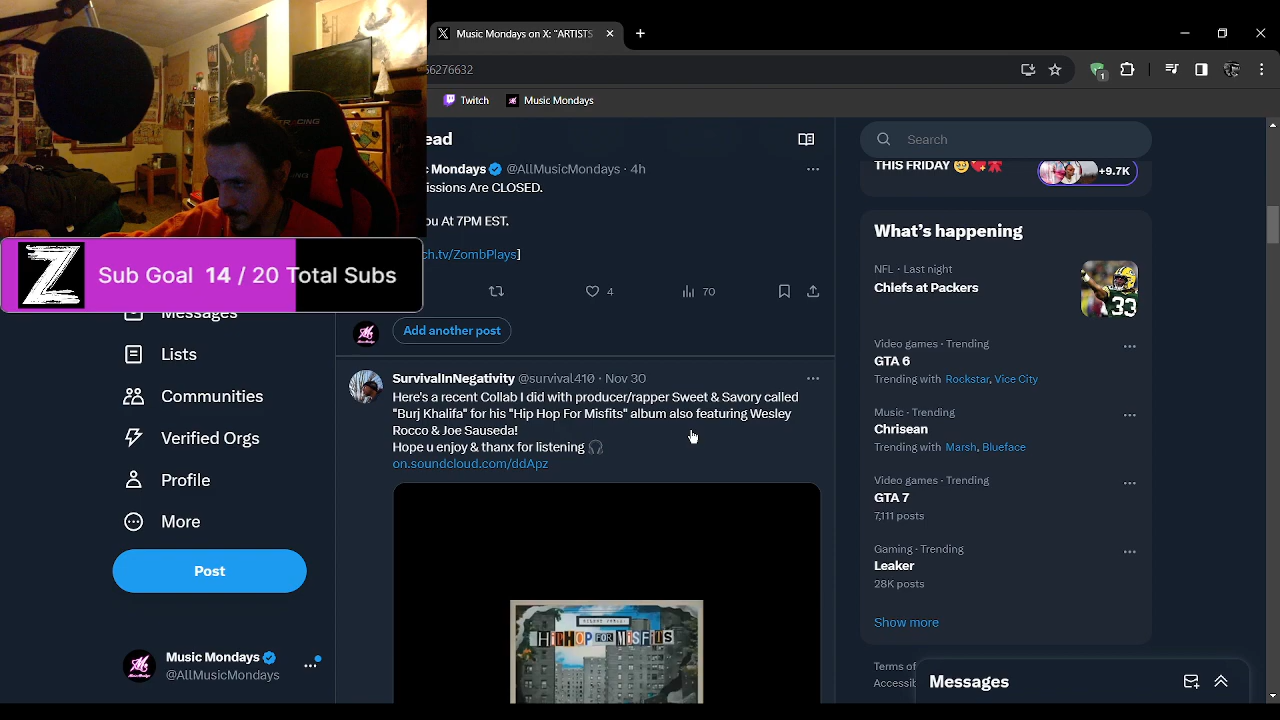 Music Mondays on X: "ARTISTS
56276632
Twitch
Music Mondays
ead
Search
Mondays @AllMusicMondays · 4h
issions Are CLOSED.
ou At 7PM EST.
ch.tv/ZombPlays]
4
70
THIS FRIDAY
+9.7K
What's happening
NFL · Last night
Chiefs at Packers
Video games · Trending
GTA 6
Trending with Rockstar, Vice City
Music · Trending
Chrisean
Trending with Marsh, Blueface
Video games · Trending
GTA 7
7,111 posts
Gaming · Trending
Leaker
28K posts
Show more
Terms of
Accessib
Sub Goal 14 / 20 Total Subs
Messages
Lists
Communities
Verified Orgs
Profile
More
Post
Music Mondays
@AllMusicMondays
Add another post
SurvivalInNegativity @survival410 · Nov 30
Here's a recent Collab I did with producer/rapper Sweet & Savory called
"Burj Khalifa" for his "Hip Hop For Misfits" album also featuring Wesley
Rocco & Joe Sauseda!
Hope u enjoy & thanx for listening
on.soundcloud.com/ddApz
HIPHOP FOR MISFITS
Messages